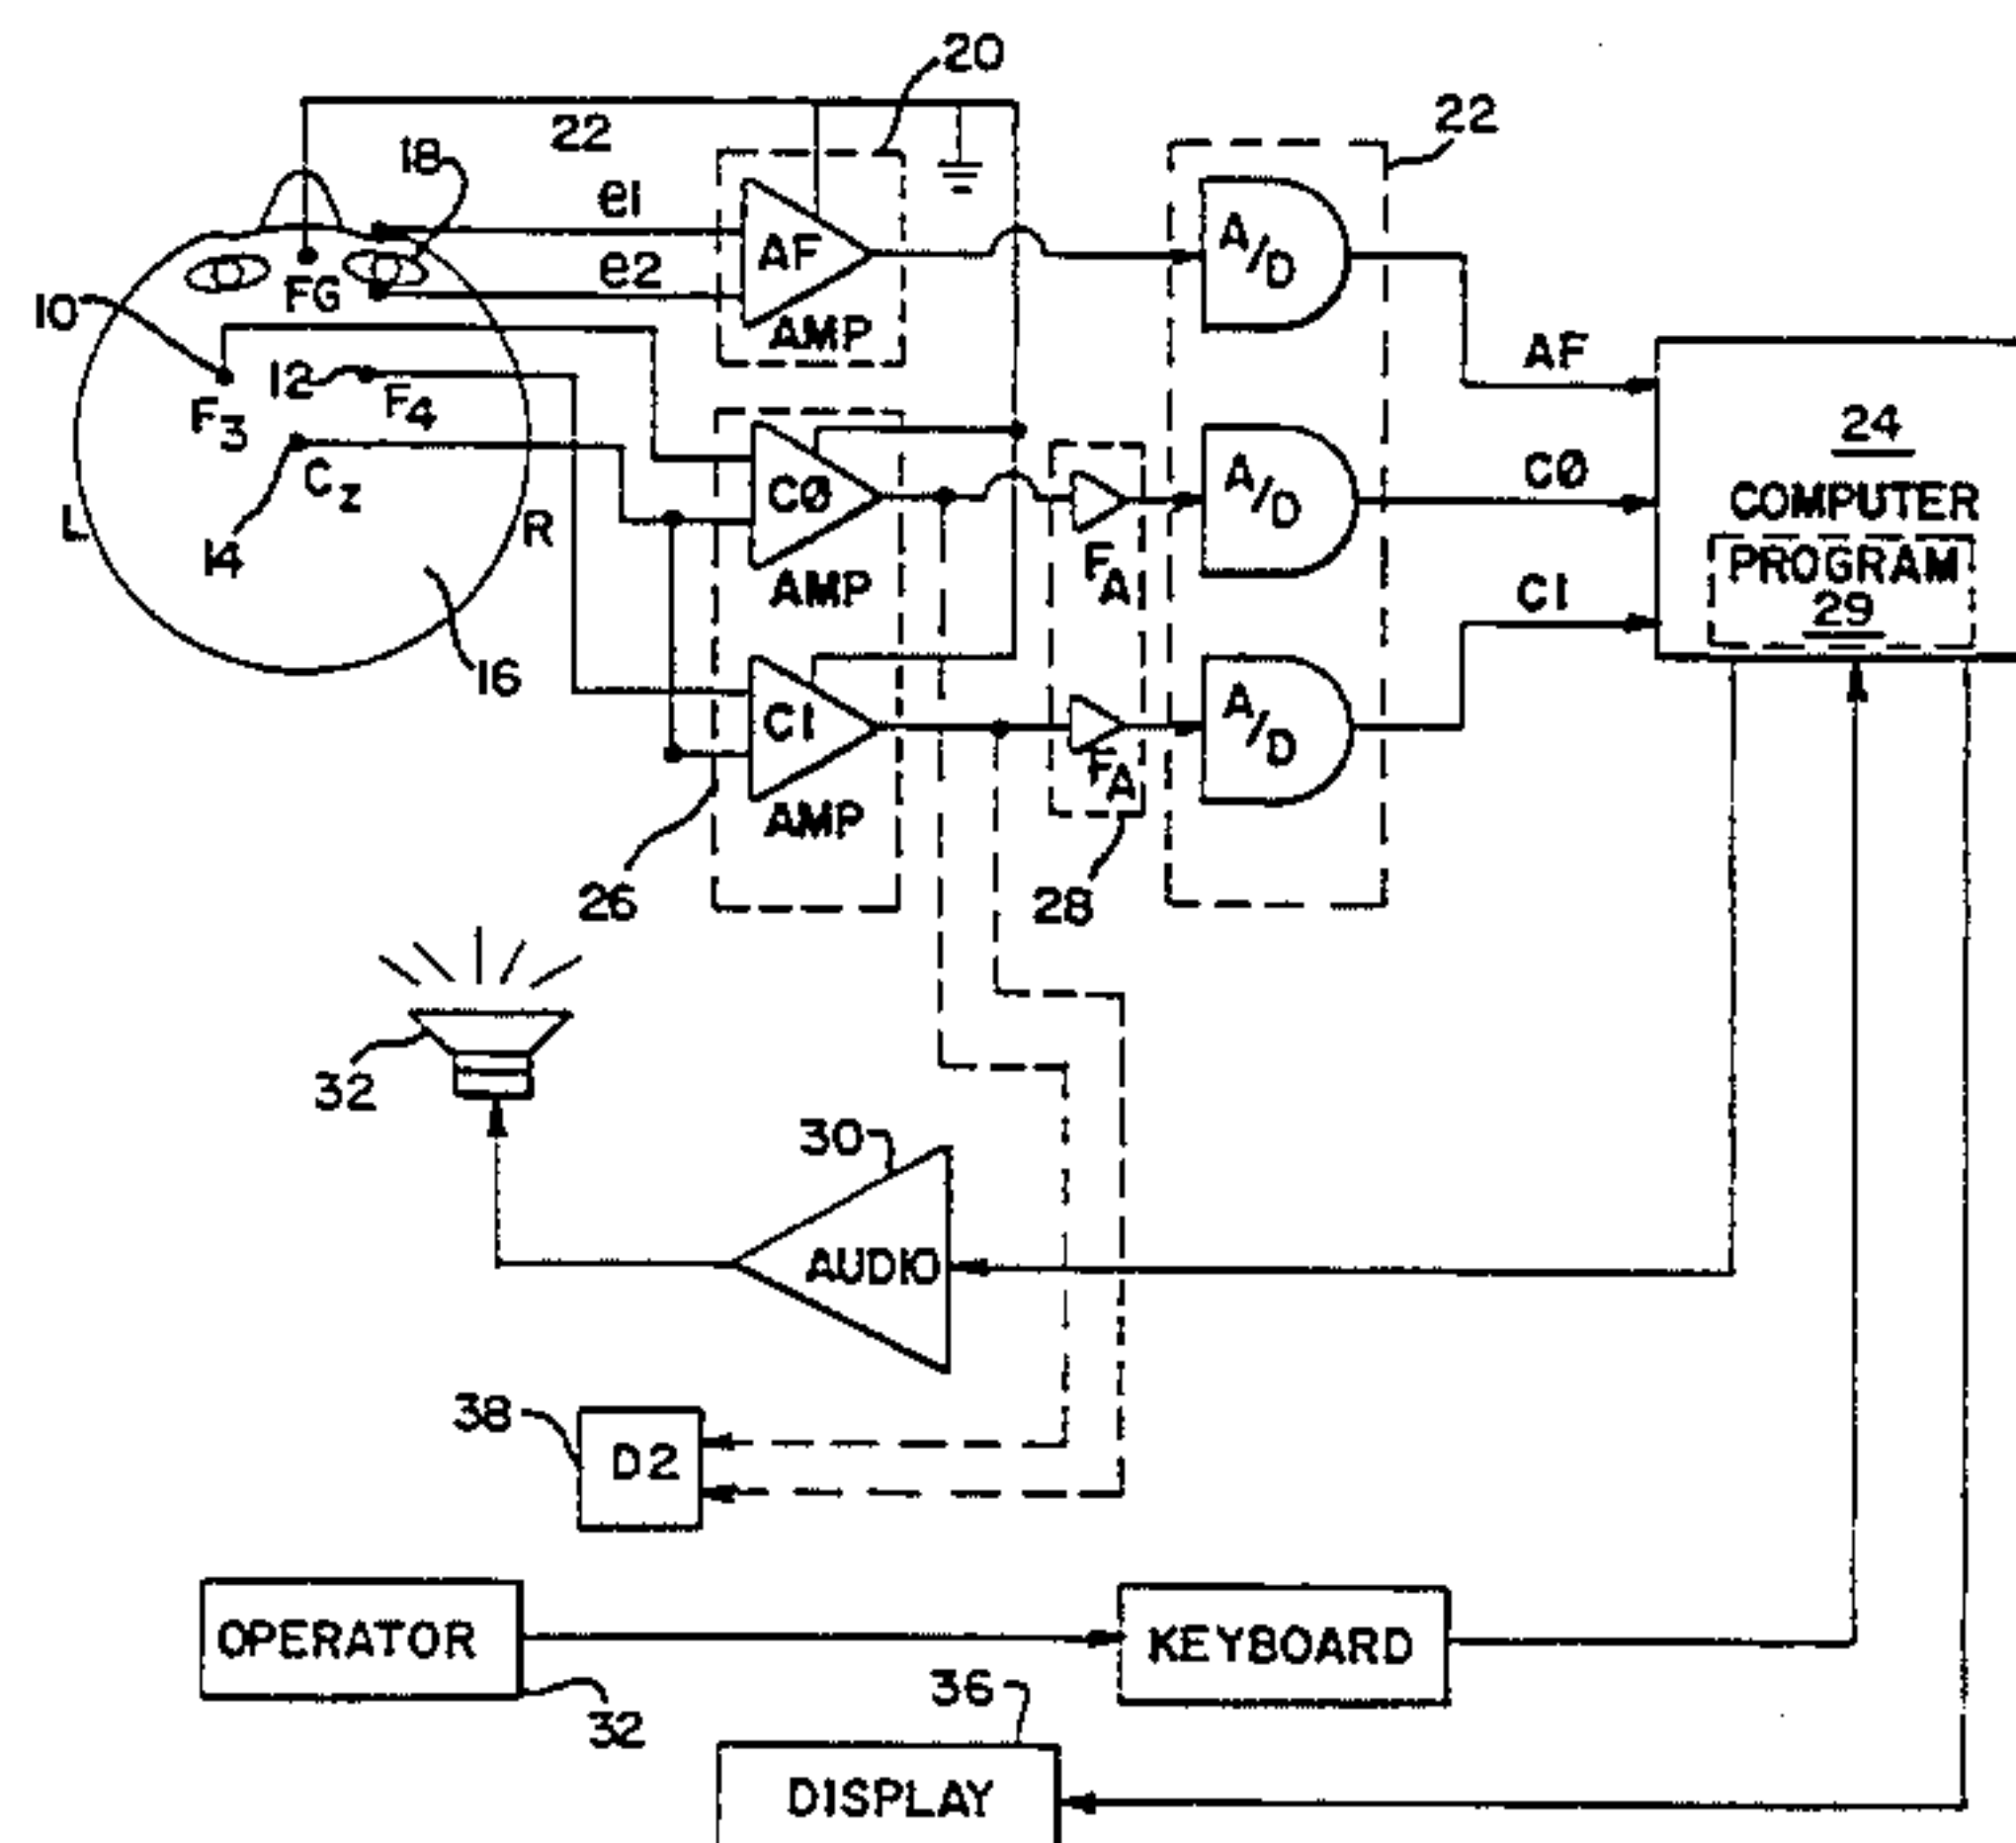 20
22
22
18
e1
e2
AF
AMP
A/D
FG
10
12
F3
F4
Cz
14
L
R
16
CØ
AMP
FA
A/D
AF
CØ
C1
24
COMPUTER
PROGRAM
29
C1
AMP
FA
A/D
26
28
32
30
AUDIO
38
D2
OPERATOR
32
KEYBOARD
36
DISPLAY